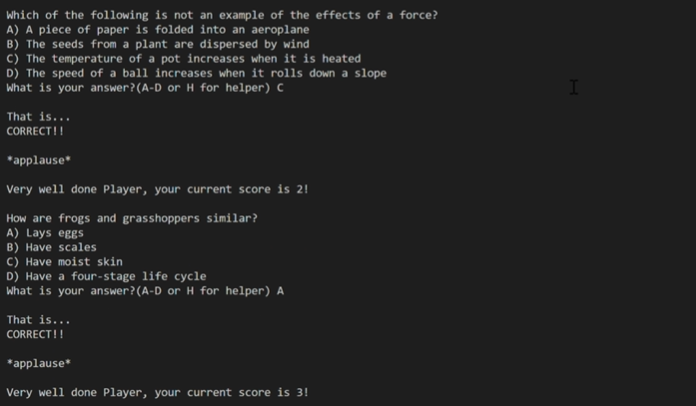 Which of the following is not an example of the effects of a force?
A) A piece of paper is folded into an aeroplane
B) The seeds from a plant are dispersed by wind
C) The temperature of a pot increases when it is heated
D) The speed of a ball increases when it rolls down a slope
What is your answer?(A-D or H for helper) C
That is...
CORRECT!!
*applause*
Very well done Player, your current score is 2!
How are frogs and grasshoppers similar?
A) Lays eggs
B) Have scales
C) Have moist skin
D) Have a four-stage life cycle
What is your answer?(A-D or H for helper) A
That is...
CORRECT!!
*applause*
Very well done Player, your current score is 3!